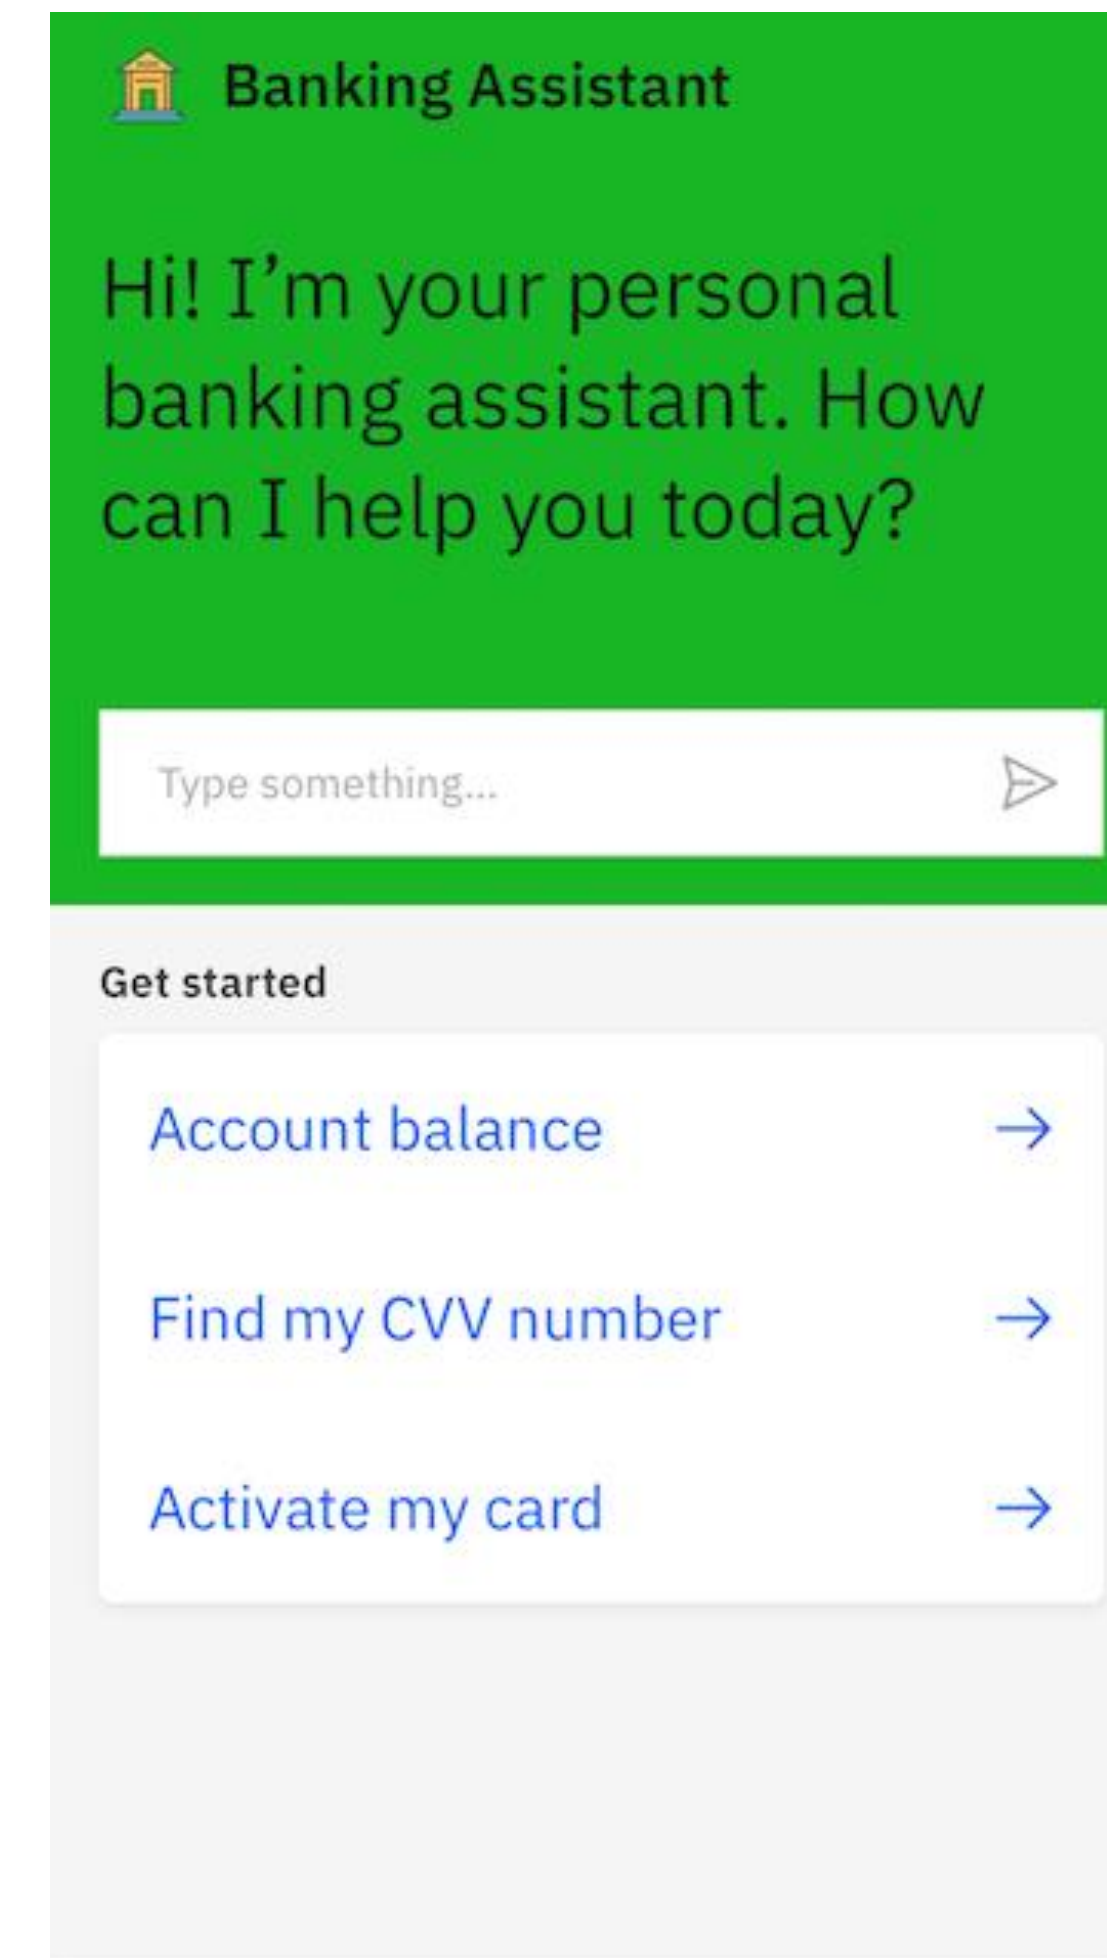 Banking Assistant
Hi! I’m your personal
banking assistant. How
can I help you today?
Type something...
Get started
Account balance
Find my CVV number
Activate my card